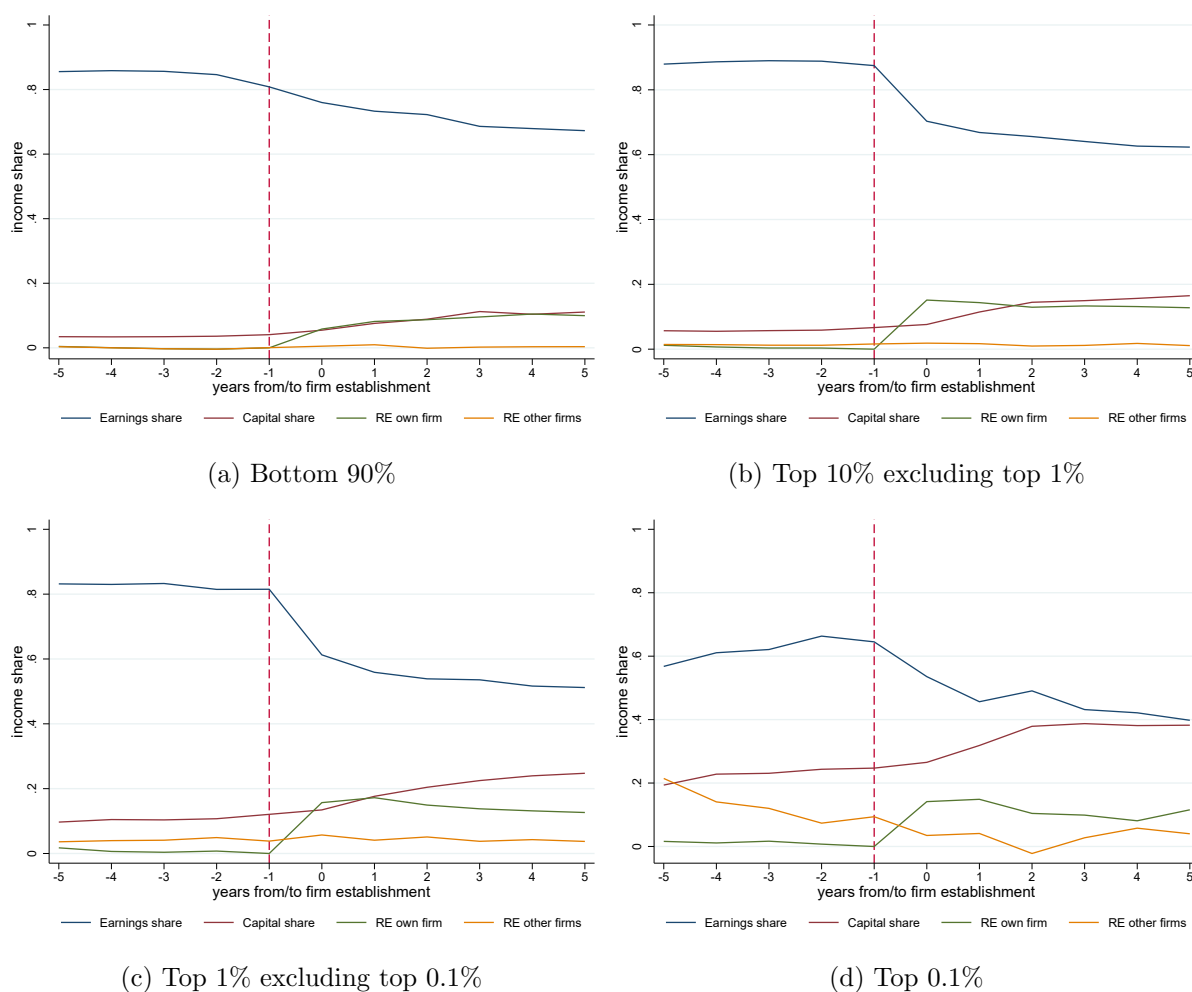 1
.8
.6
.4
.2
0
income share
-5 -4 -3 -2 -1 0 1 2 3 4 5
years from/to firm establishment
Earnings share Capital share RE own firm RE other firms
(a) Bottom 90%
1
.8
.6
.4
.2
0
income share
-5 -4 -3 -2 -1 0 1 2 3 4 5
years from/to firm establishment
Earnings share Capital share RE own firm RE other firms
(b) Top 10% excluding top 1%
1
.8
.6
.4
.2
0
income share
-5 -4 -3 -2 -1 0 1 2 3 4 5
years from/to firm establishment
Earnings share Capital share RE own firm RE other firms
(c) Top 1% excluding top 0.1%
1
.8
.6
.4
.2
0
income share
-5 -4 -3 -2 -1 0 1 2 3 4 5
years from/to firm establishment
Earnings share Capital share RE own firm RE other firms
(d) Top 0.1%